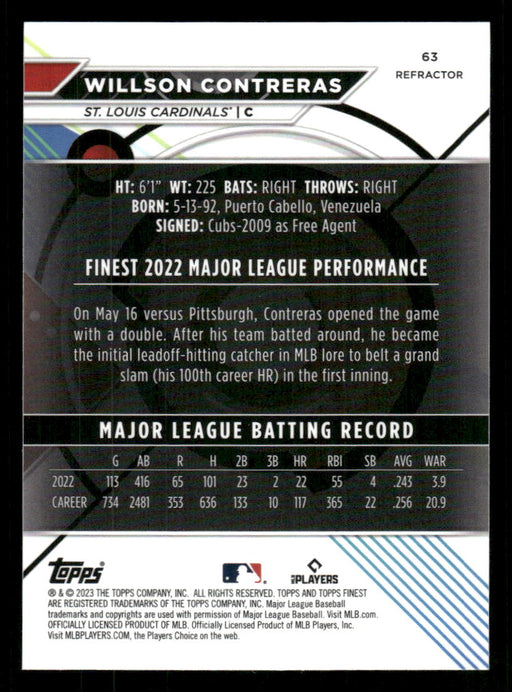 63
REFRACTOR
WILLSON CONTRERAS
ST. LOUIS CARDINALS® | C
HT: 6'1" WT: 225 BATS: RIGHT THROWS: RIGHT
BORN: 5-13-92, Puerto Cabello, Venezuela
SIGNED: Cubs-2009 as Free Agent
FINEST 2022 MAJOR LEAGUE PERFORMANCE
On May 16 versus Pittsburgh, Contreras opened the game
with a double. After his team batted around, he became
the initial leadoff-hitting catcher in MLB lore to belt a grand
slam (his 100th career HR) in the first inning.
MAJOR LEAGUE BATTING RECORD
G AB R H 2B 3B HR RBI SB AVG WAR
2022 113 416 65 101 23 2 22 55 4 .243 3.9
CAREER 734 2481 353 636 133 10 117 365 22 .256 20.9
TOPPS
MLB PLAYERS
® & © 2023 THE TOPPS COMPANY, INC. ALL RIGHTS RESERVED. TOPPS AND TOPPS FINEST
ARE REGISTERED TRADEMARKS OF THE TOPPS COMPANY, INC. Major League Baseball
trademarks and copyrights are used with permission of Major League Baseball. Visit MLB.com.
OFFICIALLY LICENSED PRODUCT OF MLB. Officially Licensed Product of MLB Players, Inc.
Visit MLBPLAYERS.COM, the Players Choice on the web.